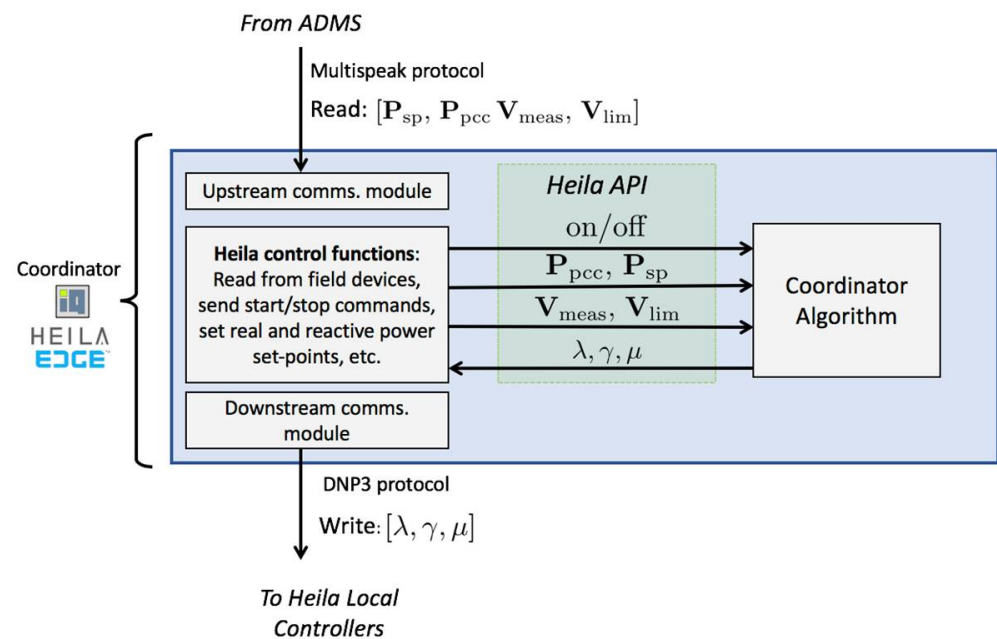 From ADMS
Multispeak protocol
Read: [P_sp, P_pcc V_meas, V_lim]
Upstream comms. module
Heila API
on/off
P_pcc, P_sp
V_meas, V_lim
λ, γ, μ
Heila control functions:
Read from field devices,
send start/stop commands,
set real and reactive power
set-points, etc.
Coordinator
Algorithm
Coordinator
iq
HEILA
EDGE™
Downstream comms.
module
DNP3 protocol
Write: [λ, γ, μ]
To Heila Local
Controllers